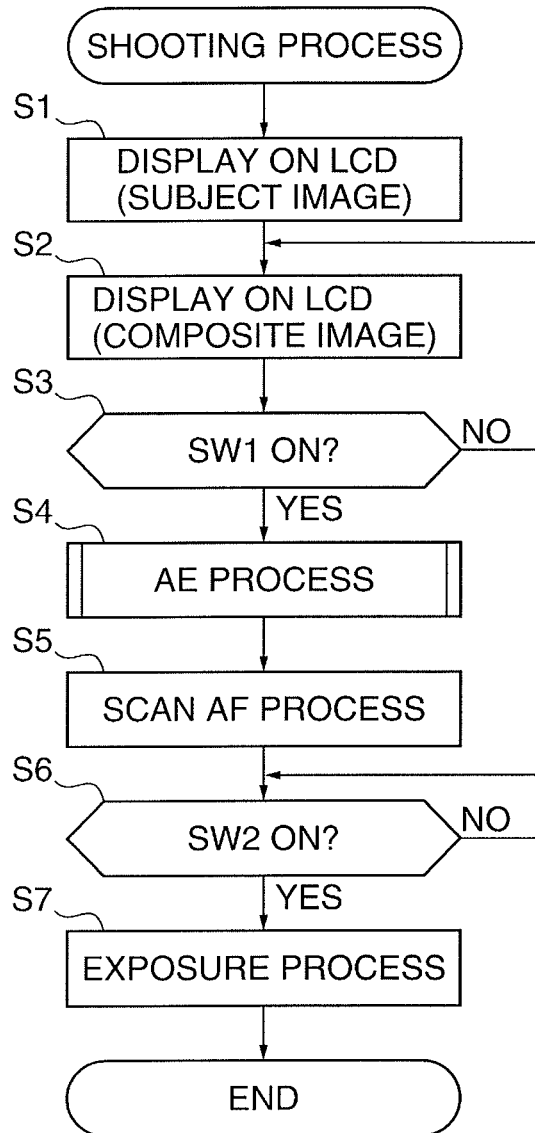 SHOOTING PROCESS
S1
DISPLAY ON LCD
(SUBJECT IMAGE)
S2
DISPLAY ON LCD
(COMPOSITE IMAGE)
S3
SW1 ON?
NO
YES
S4
AE PROCESS
S5
SCAN AF PROCESS
S6
SW2 ON?
NO
YES
S7
EXPOSURE PROCESS
END